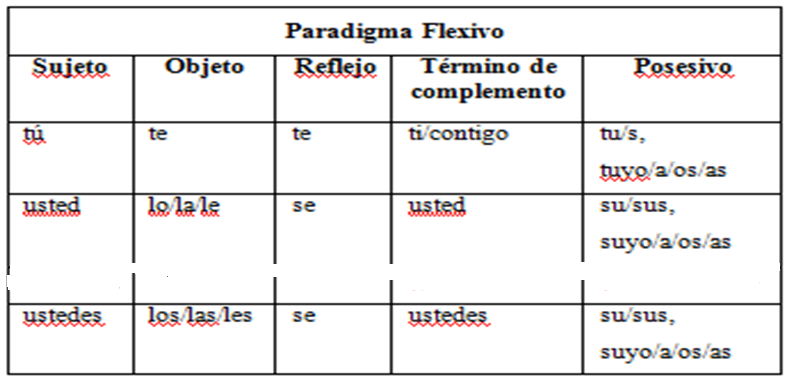 Paradigma Flexivo
Sujeto Objeto Reflejo Término de complemento Posesivo
tú te te ti/contigo tu/s,
tuyo/a/os/as
usted lo/la/le se usted su/sus,
suyo/a/os/as
ustedes los/las/les se ustedes su/sus,
suyo/a/os/as